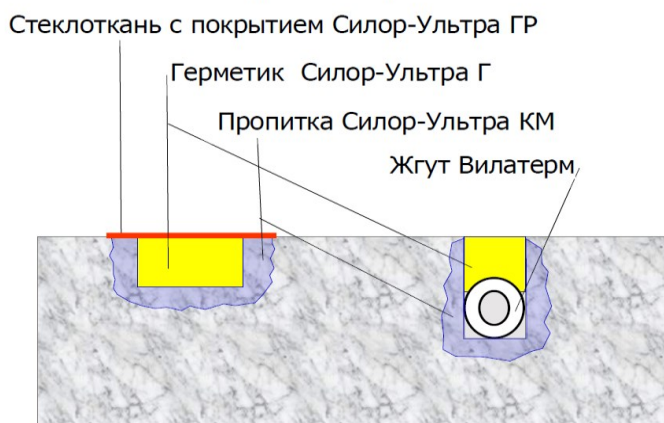 Стеклоткань с покрытием Силор-Ультра ГР
Герметик Силор-Ультра Г
Пропитка Силор-Ультра КМ
Жгут Вилатерм